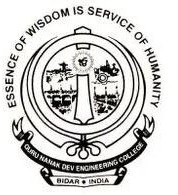 ESSENCE OF WISDOM IS SERVICE OF HUMANITY
ੴ
GURU NANAK DEV ENGINEERING COLLEGE
BIDAR - INDIA